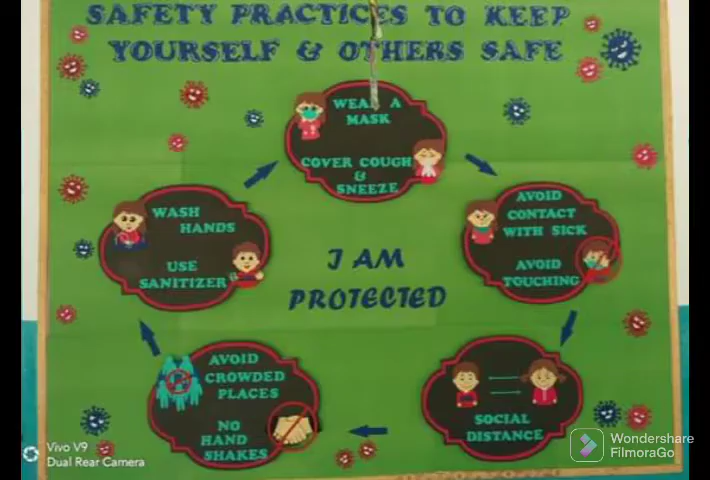 SAFETY PRACTICES TO KEEP
YOURSELF & OTHERS SAFE
WEAR A
MASK
COVER COUGH
&
SNEEZE
AVOID
CONTACT
WITH SICK
AVOID
TOUCHING
SOCIAL
DISTANCE
AVOID
CROWDED
PLACES
NO
HAND
SHAKES
WASH
HANDS
USE
SANITIZER
I AM
PROTECTED
Vivo V9
Dual Rear Camera
Wondershare
FilmoraGo